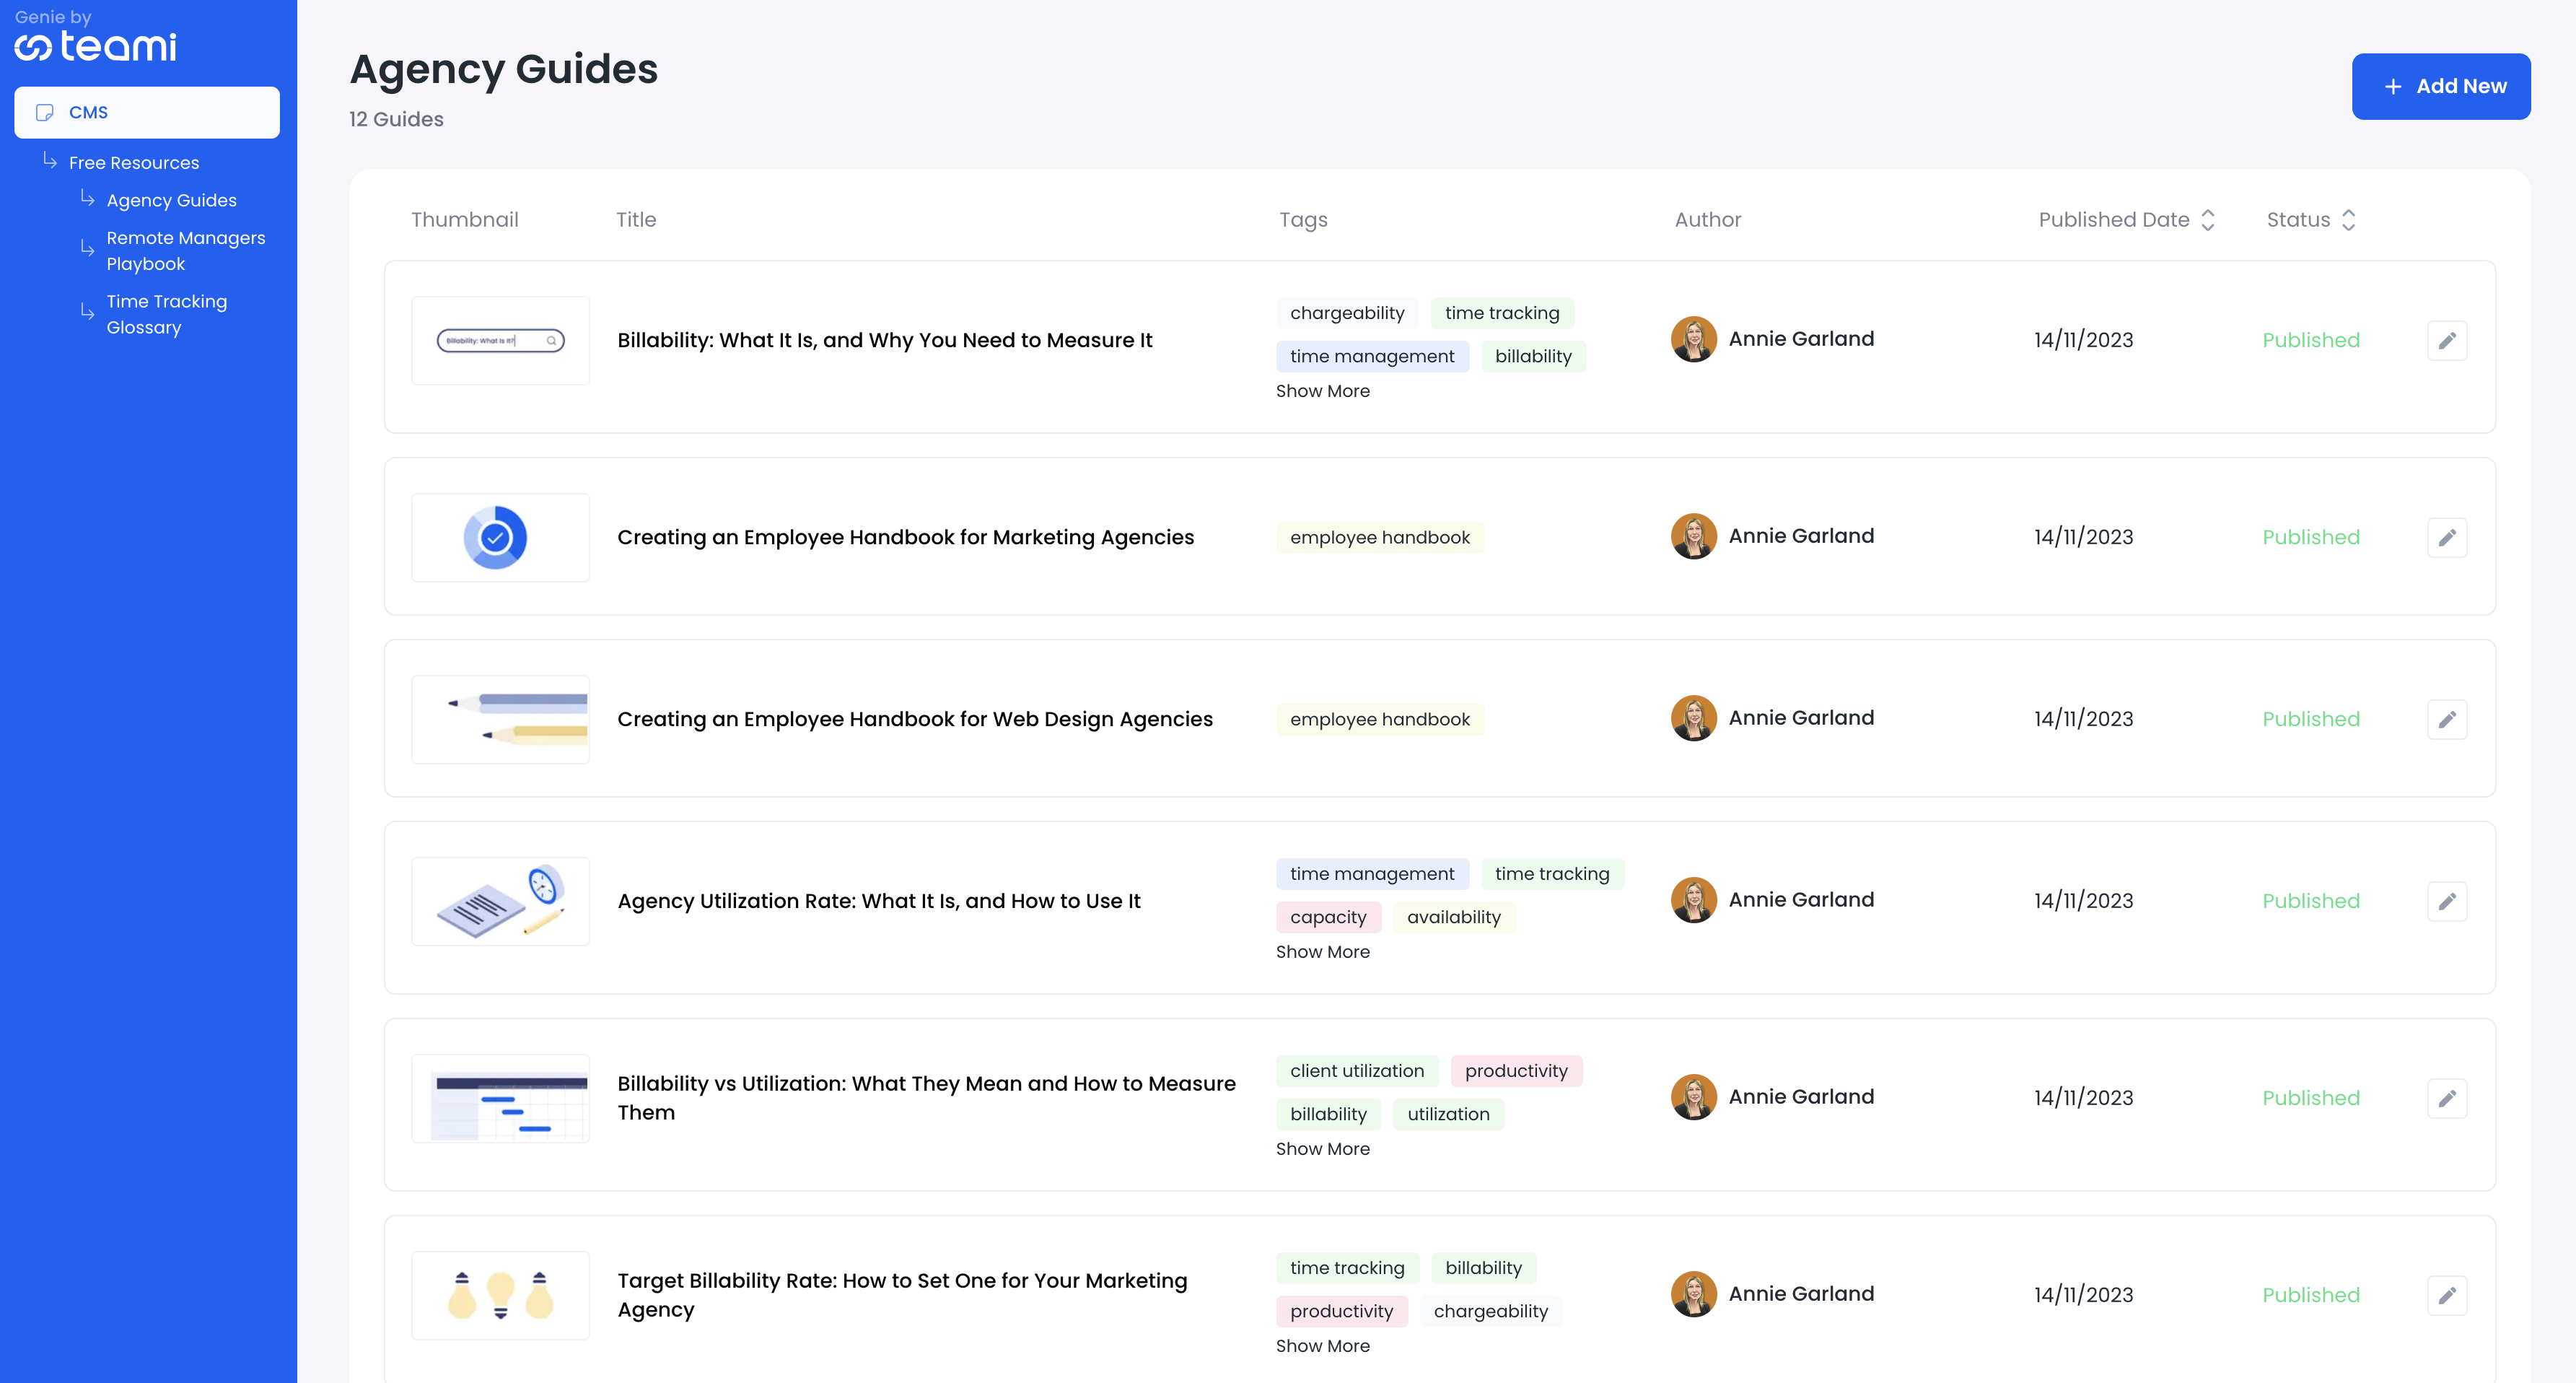 Genie by
teami
CMS
Free Resources
Agency Guides
Remote Managers
Playbook
Time Tracking
Glossary
Agency Guides
12 Guides
+ Add New
Thumbnail Title Tags Author Published Date Status
Billability: What Is It?
Billability: What It Is, and Why You Need to Measure It
chargeability time tracking
time management billability
Show More
Annie Garland 14/11/2023 Published
Creating an Employee Handbook for Marketing Agencies
employee handbook
Annie Garland 14/11/2023 Published
Creating an Employee Handbook for Web Design Agencies
employee handbook
Annie Garland 14/11/2023 Published
Agency Utilization Rate: What It Is, and How to Use It
time management time tracking
capacity availability
Show More
Annie Garland 14/11/2023 Published
Billability vs Utilization: What They Mean and How to Measure
Them
client utilization productivity
billability utilization
Show More
Annie Garland 14/11/2023 Published
Target Billability Rate: How to Set One for Your Marketing
Agency
time tracking billability
productivity chargeability
Show More
Annie Garland 14/11/2023 Published